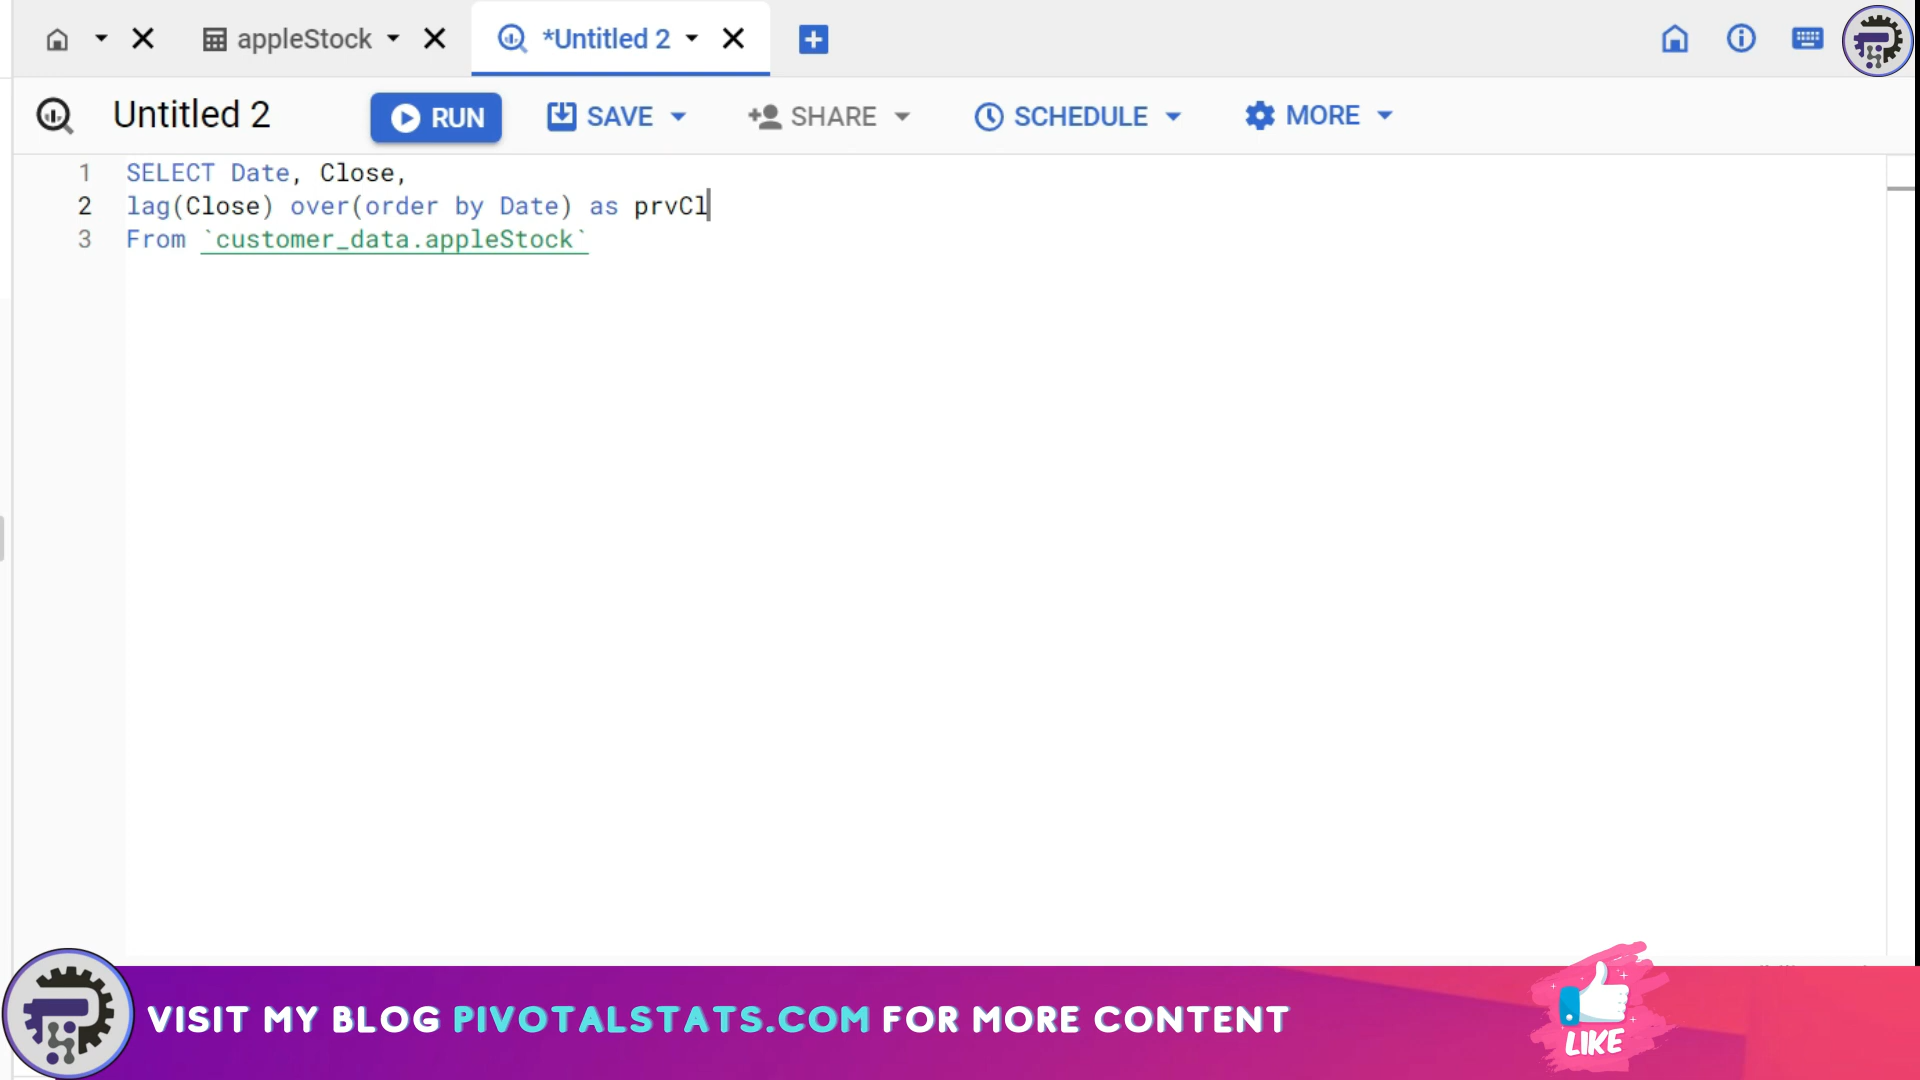 appleStock
*Untitled 2
Untitled 2
RUN
SAVE
SHARE
SCHEDULE
MORE
1 SELECT Date, Close,
2 lag(Close) over(order by Date) as prvCl
3 From `customer_data.appleStock`
VISIT MY BLOG PIVOTALSTATS.COM FOR MORE CONTENT
LIKE